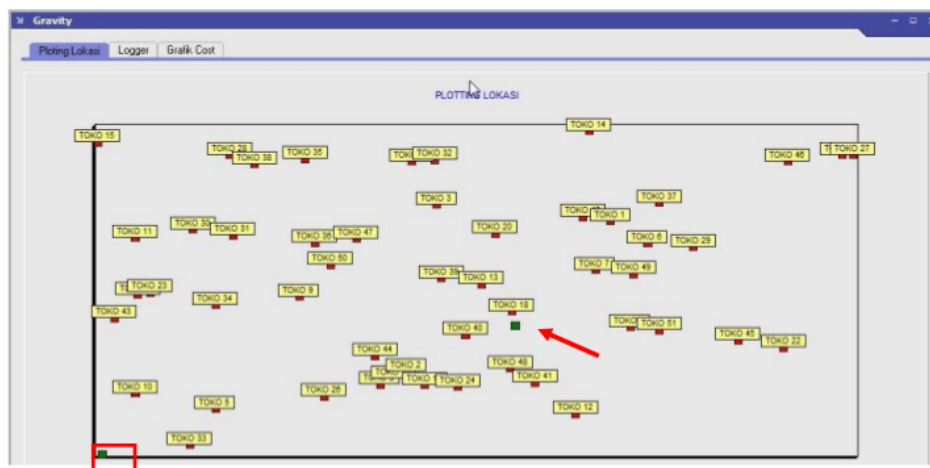 Gravity
Ploting Lokasi Logger Grafik Cost
PLOTTING LOKASI
TOKO 14
TOKO 15
TOKO 28 TOKO 35 TOKO 32 TOKO 46 TOKO 27
TOKO 38
TOKO 3 TOKO 37
TOKO 1
TOKO 30 TOKO 20
TOKO 11 TOKO 31 TOKO 36 TOKO 47 TOKO 6 TOKO 29
TOKO 50 TOKO 7 TOKO 49
TOKO 39 TOKO 13
TOKO 23 TOKO 9
TOKO 34 TOKO 18
TOKO 43
TOKO 40 TOKO 51
TOKO 45 TOKO 22
TOKO 44
TOKO 2 TOKO 48
TOKO 24 TOKO 41
TOKO 10 TOKO 26
TOKO 5 TOKO 12
TOKO 33